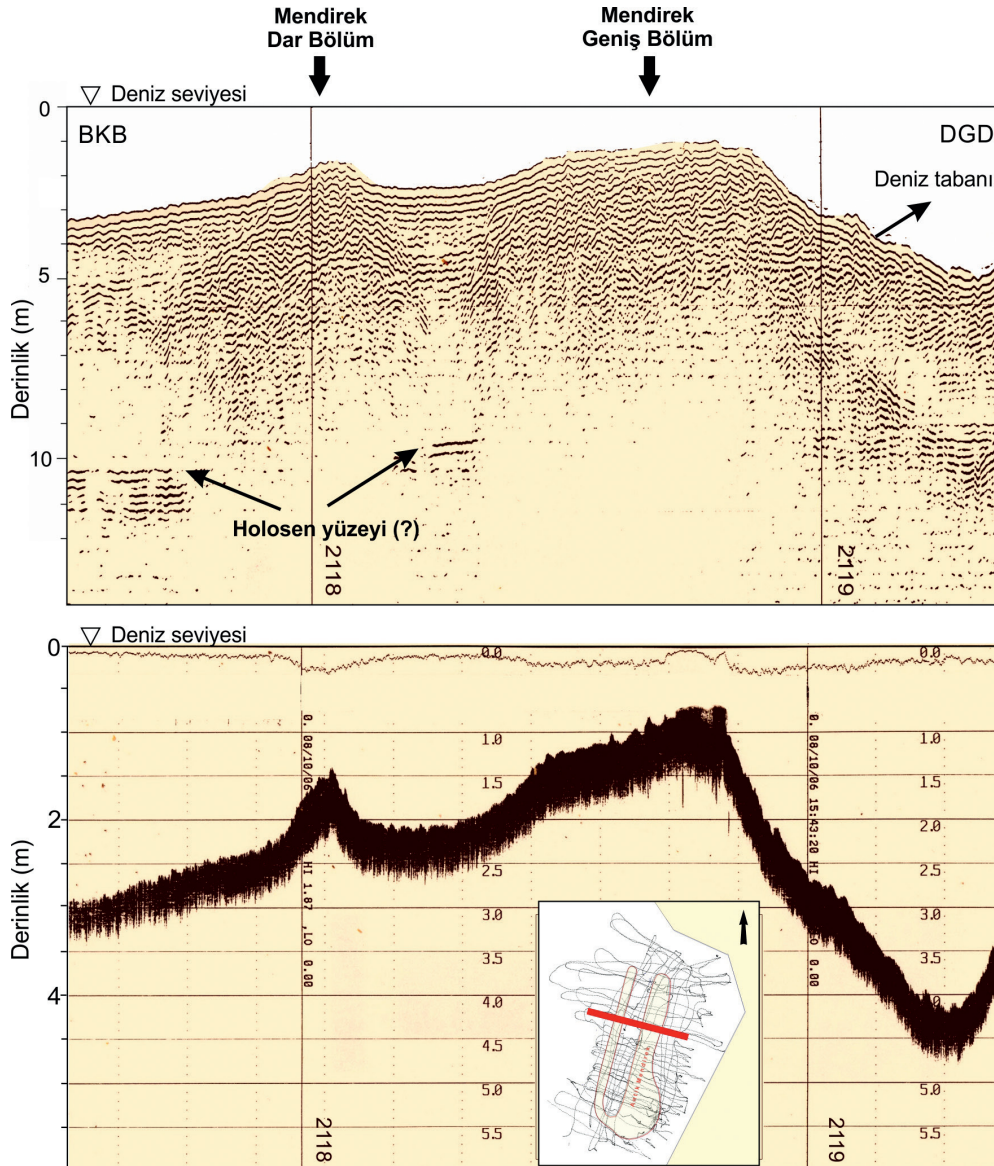 Mendirek
Dar Bölüm
Mendirek
Geniş Bölüm
▽ Deniz seviyesi
0
BKB
DGD
Deniz tabanı
5
Derinlik (m)
10
Holosen yüzeyi (?)
2118
2119
▽ Deniz seviyesi
0
0.0
0.0
1.0
1.0
1.5
1.5
2
2.0
2.0
2.5
2.5
3.0
3.0
3.5
3.5
4
4.0
4.0
4.5
4.5
5.0
5.0
5.5
5.5
Derinlik (m)
0. 08/10/06
HI 1.87 ,LO 0.00
0. 08/10/06 15:43:20 HI
0.00
2118
2119